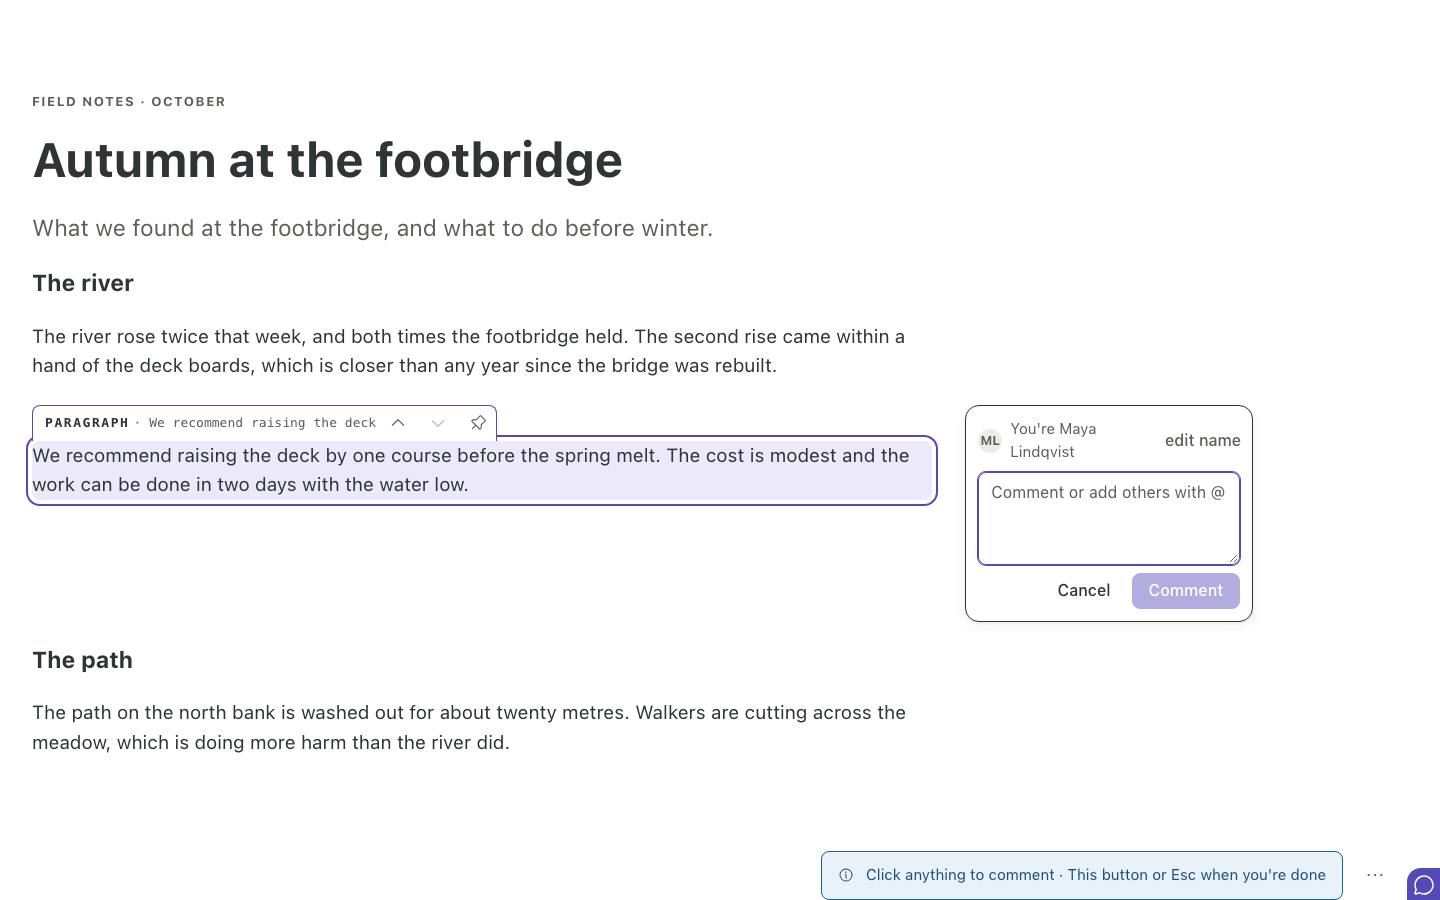 FIELD NOTES · OCTOBER
Autumn at the footbridge
What we found at the footbridge, and what to do before winter.
The river
The river rose twice that week, and both times the footbridge held. The second rise came within a
hand of the deck boards, which is closer than any year since the bridge was rebuilt.
PARAGRAPH · We recommend raising the deck
We recommend raising the deck by one course before the spring melt. The cost is modest and the
work can be done in two days with the water low.
ML
You're Maya
Lindqvist
edit name
Comment or add others with @
Cancel
Comment
The path
The path on the north bank is washed out for about twenty metres. Walkers are cutting across the
meadow, which is doing more harm than the river did.
Click anything to comment · This button or Esc when you're done